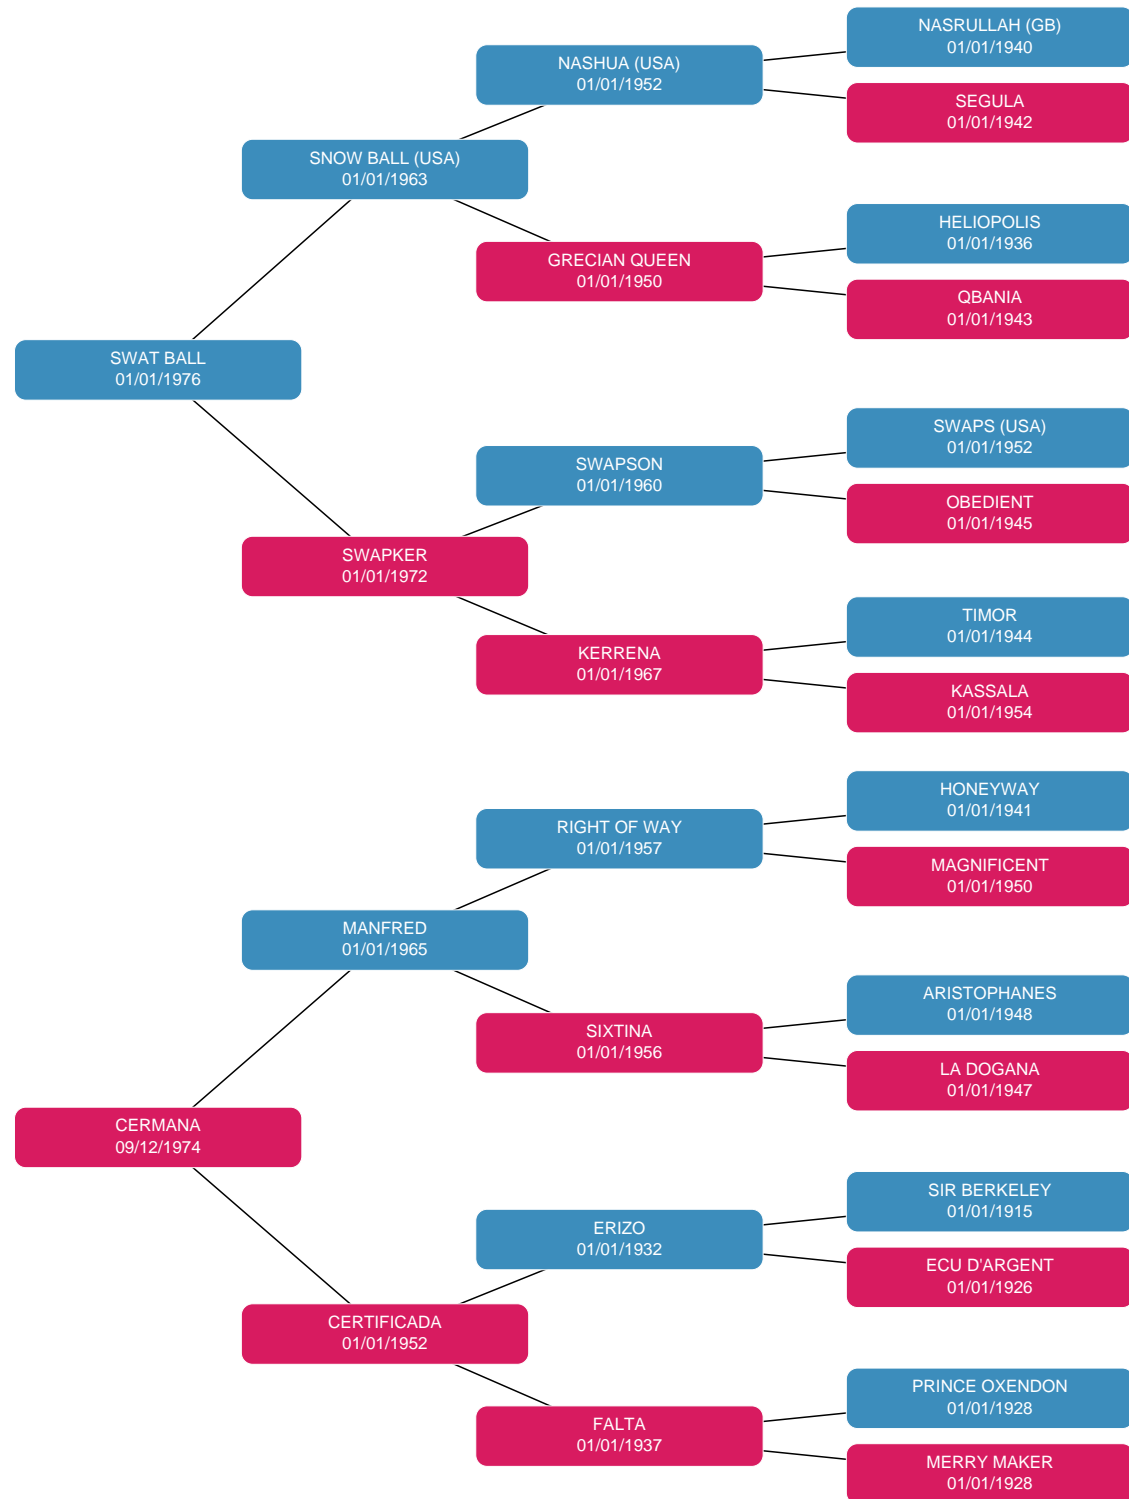 NASRULLAH (GB)
01/01/1940
NASHUA (USA)
01/01/1952
SEGULA
01/01/1942
SNOW BALL (USA)
01/01/1963
HELIOPOLIS
01/01/1936
GRECIAN QUEEN
01/01/1950
QBANIA
01/01/1943
SWAT BALL
01/01/1976
SWAPS (USA)
01/01/1952
SWAPSON
01/01/1960
OBEDIENT
01/01/1945
SWAPKER
01/01/1972
TIMOR
01/01/1944
KERRENA
01/01/1967
KASSALA
01/01/1954
HONEYWAY
01/01/1941
RIGHT OF WAY
01/01/1957
MAGNIFICENT
01/01/1950
MANFRED
01/01/1965
ARISTOPHANES
01/01/1948
SIXTINA
01/01/1956
LA DOGANA
01/01/1947
CERMANA
09/12/1974
SIR BERKELEY
01/01/1915
ERIZO
01/01/1932
ECU D'ARGENT
01/01/1926
CERTIFICADA
01/01/1952
PRINCE OXENDON
01/01/1928
FALTA
01/01/1937
MERRY MAKER
01/01/1928